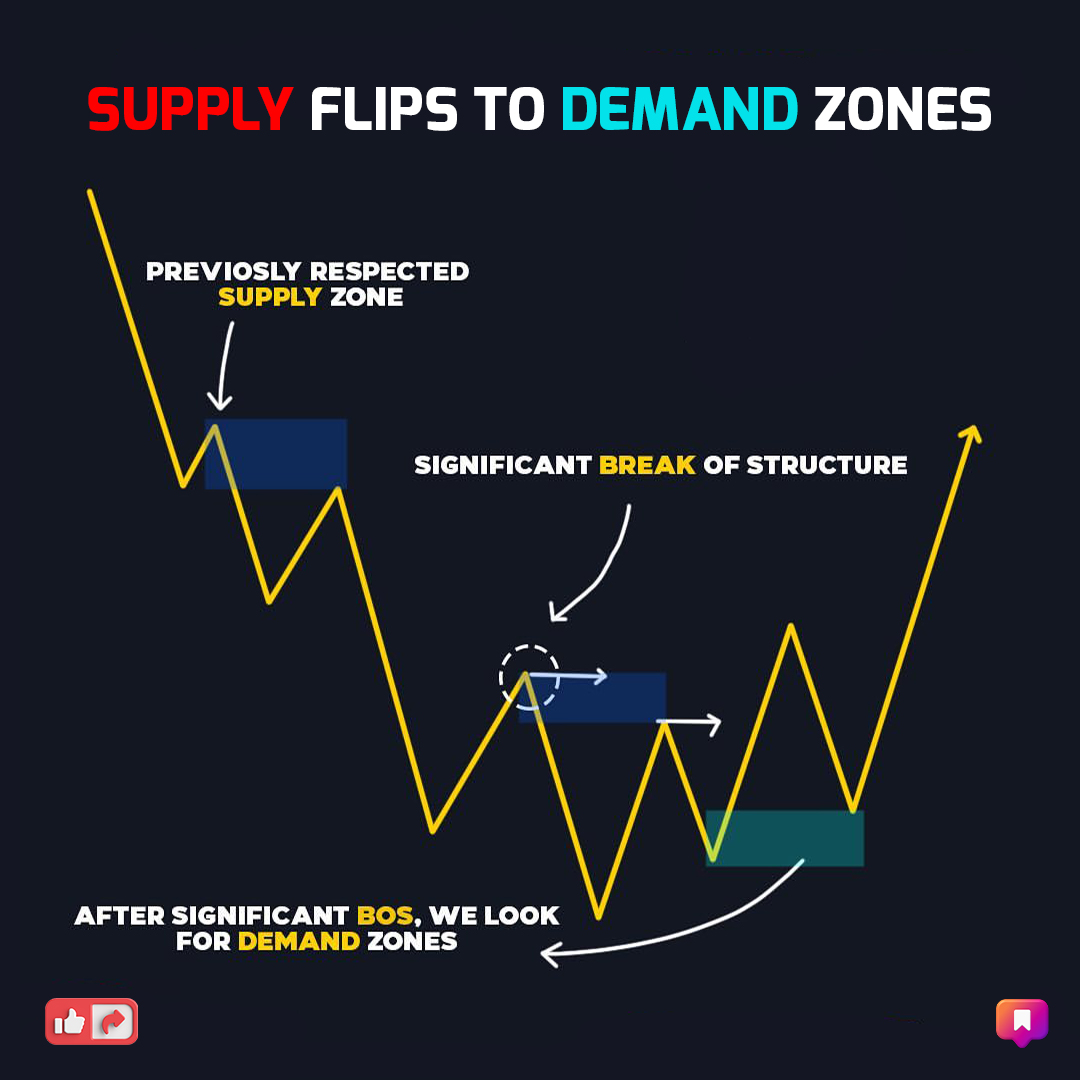 SUPPLY FLIPS TO DEMAND ZONES
PREVIOSLY RESPECTED
SUPPLY ZONE
SIGNIFICANT BREAK OF STRUCTURE
AFTER SIGNIFICANT BOS, WE LOOK
FOR DEMAND ZONES